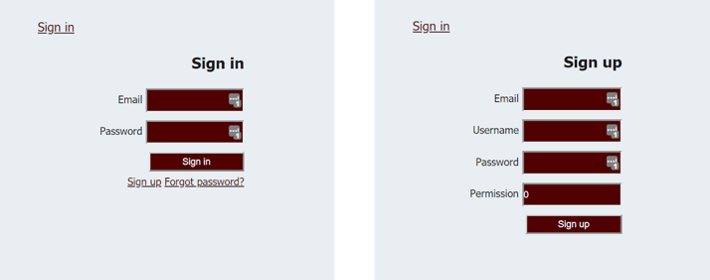 Sign in
Sign in
Email
Password
Sign in
Sign up Forgot password?
Sign in
Sign up
Email
Username
Password
Permission 0
Sign up